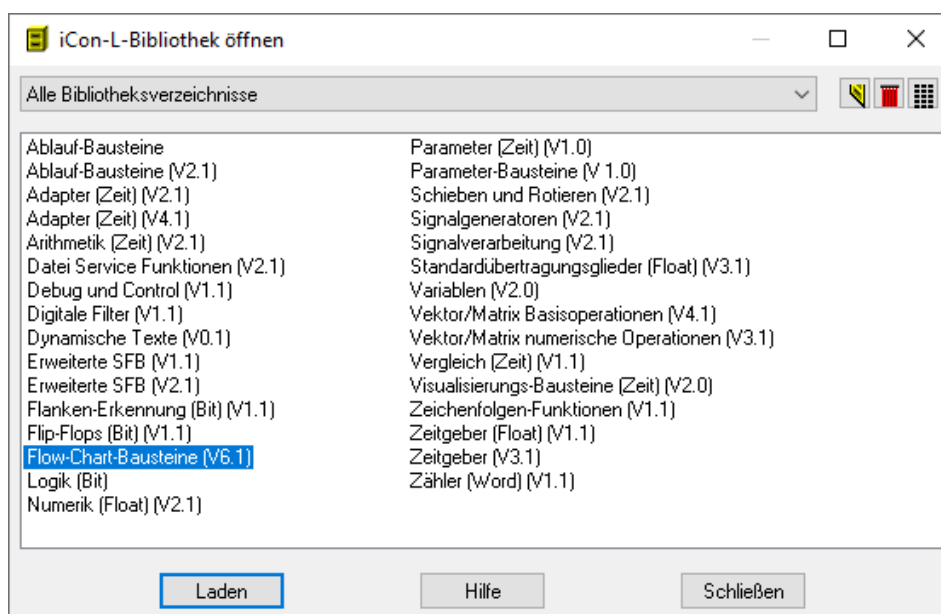 iCon-L-Bibliothek öffnen
Alle Bibliotheksverzeichnisse
Ablauf-Bausteine
Ablauf-Bausteine (V2.1)
Adapter (Zeit) (V2.1)
Adapter (Zeit) (V4.1)
Arithmetik (Zeit) (V2.1)
Datei Service Funktionen (V2.1)
Debug und Control (V1.1)
Digitale Filter (V1.1)
Dynamische Texte (V0.1)
Erweiterte SFB (V1.1)
Erweiterte SFB (V2.1)
Flanken-Erkennung (Bit) (V1.1)
Flip-Flops (Bit) (V1.1)
Flow-Chart-Bausteine (V6.1)
Logik (Bit)
Numerik (Float) (V2.1)
Parameter (Zeit) (V1.0)
Parameter-Bausteine (V 1.0)
Schieben und Rotieren (V2.1)
Signalgeneratoren (V2.1)
Signalverarbeitung (V2.1)
Standardübertragungsglieder (Float) (V3.1)
Variablen (V2.0)
Vektor/Matrix Basisoperationen (V4.1)
Vektor/Matrix numerische Operationen (V3.1)
Vergleich (Zeit) (V1.1)
Visualisierungs-Bausteine (Zeit) (V2.0)
Zeichenfolgen-Funktionen (V1.1)
Zeitgeber (Float) (V1.1)
Zeitgeber (V3.1)
Zähler (Word) (V1.1)
Laden
Hilfe
Schließen